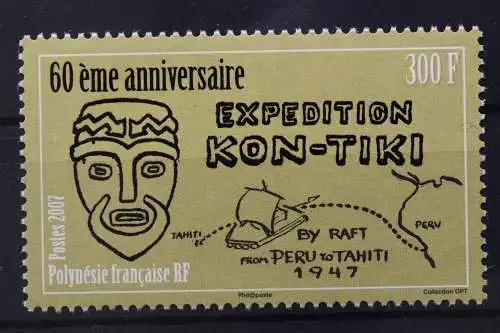 60 ème anniversaire
300 F
EXPEDITION
KON-TIKI
Postes 2007
TAHITI
PERU
BY RAFT
FROM PERU TO TAHITI
1947
Polynésie française RF
Phil@poste
Collection OPT